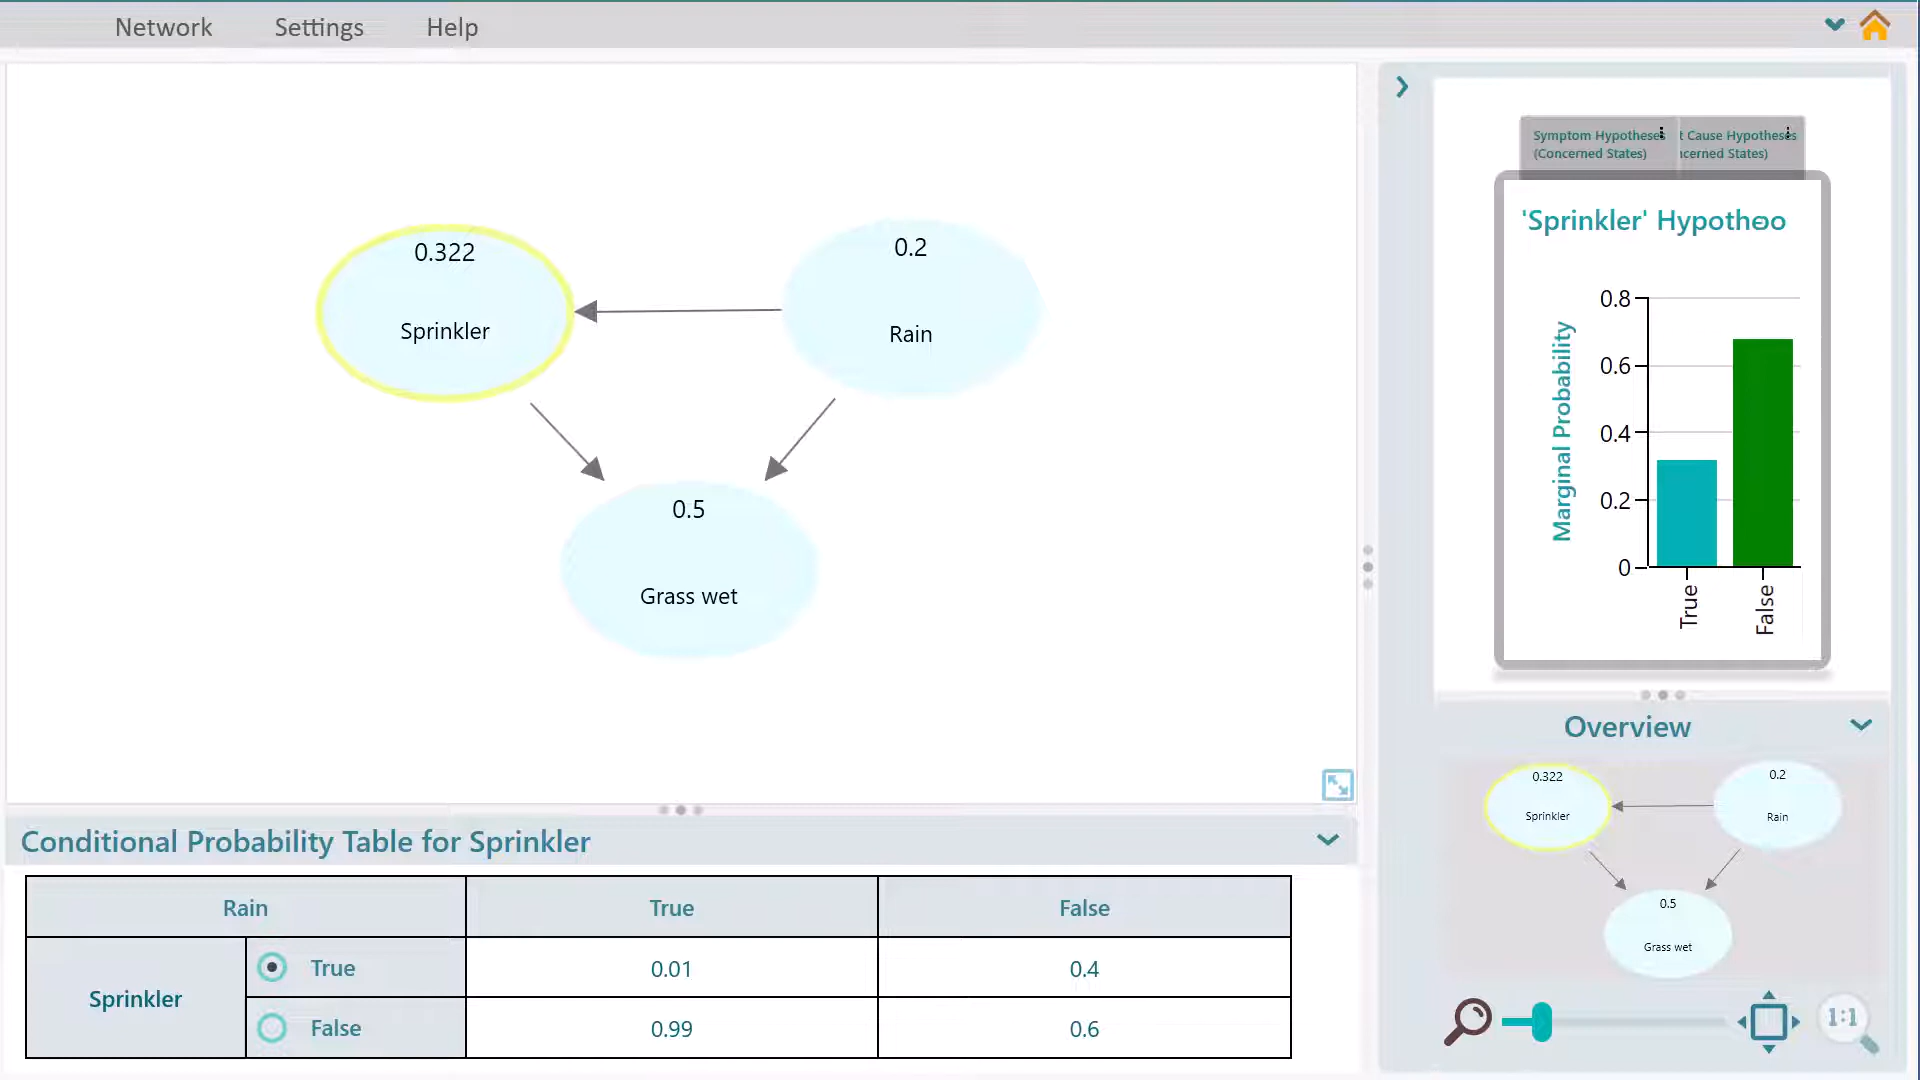 Network Settings Help
0.322
Sprinkler
0.2
Rain
0.5
Grass wet
Symptom Hypotheses
(Concerned States)
t Cause Hypotheses
ncerned States)
'Sprinkler' Hypoth
Marginal Probability
0.8
0.6
0.4
0.2
0
True
False
Overview
0.322
Sprinkler
0.2
Rain
0.5
Grass wet
1:1
Conditional Probability Table for Sprinkler
Rain True False
Sprinkler
True 0.01 0.4
False 0.99 0.6